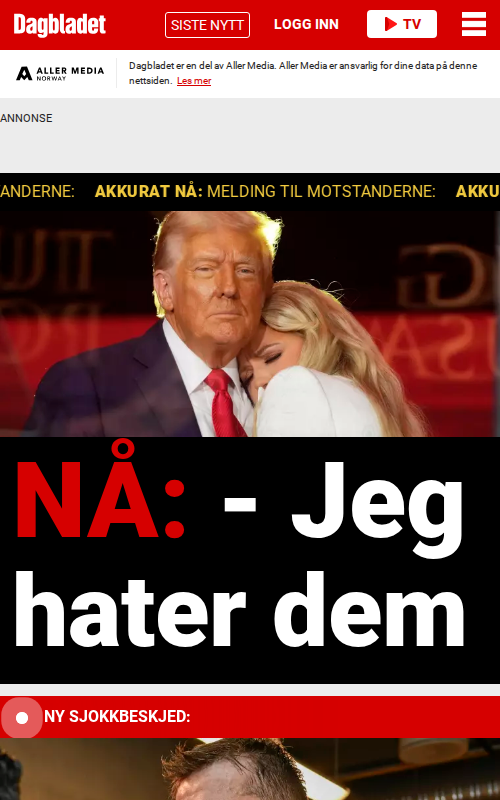 Dagbladet
SISTE NYTT
LOGG INN
TV
ALLER MEDIA
NORWAY
Dagbladet er en del av Aller Media. Aller Media er ansvarlig for dine data på denne
nettsiden. Les mer
ANNONSE
ANDERNE: AKKURAT NÅ: MELDING TIL MOTSTANDERNE: AKKU
NÅ: - Jeg
hater dem
NY SJOKKBESKJED: